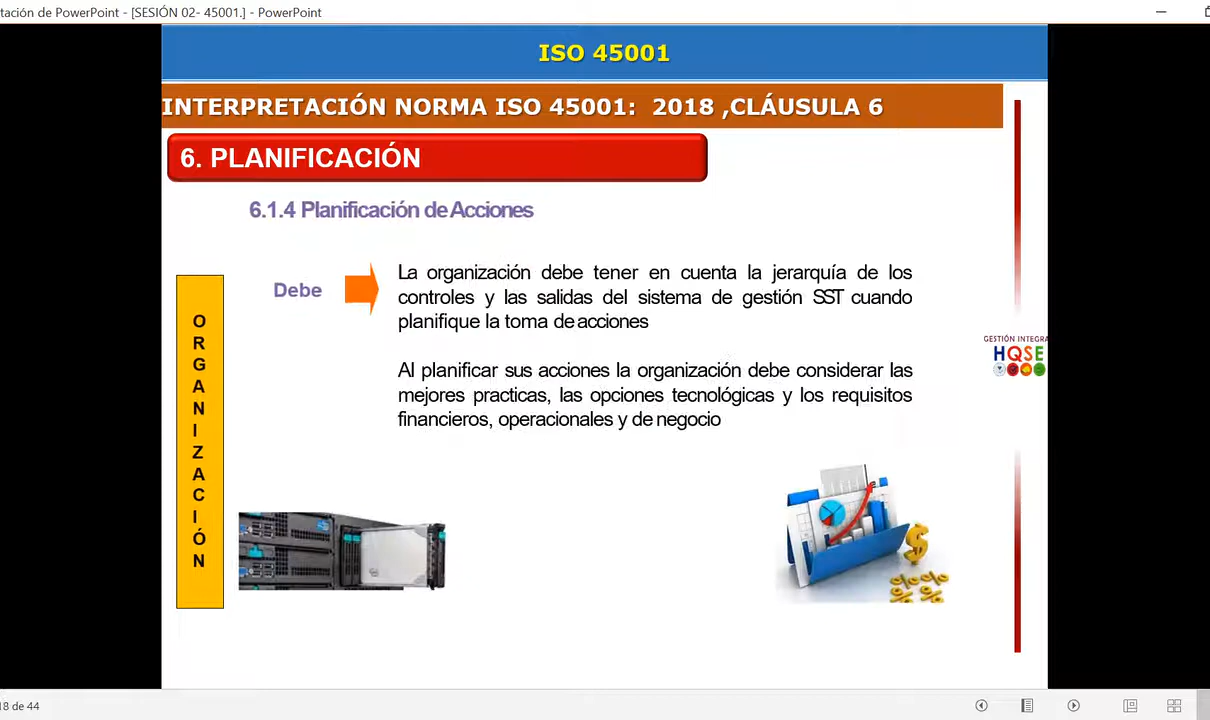 tación de PowerPoint - [SESIÓN 02- 45001.] - PowerPoint
ISO 45001
INTERPRETACIÓN NORMA ISO 45001: 2018 ,CLÁUSULA 6
6. PLANIFICACIÓN
6.1.4 Planificación de Acciones
Debe
La organización debe tener en cuenta la jerarquía de los
controles y las salidas del sistema de gestión SST cuando
planifique la toma de acciones
Al planificar sus acciones la organización debe considerar las
mejores practicas, las opciones tecnológicas y los requisitos
financieros, operacionales y de negocio
O
R
G
A
N
I
Z
A
C
I
Ó
N
GESTIÓN INTEGRA
HQSE
18 de 44